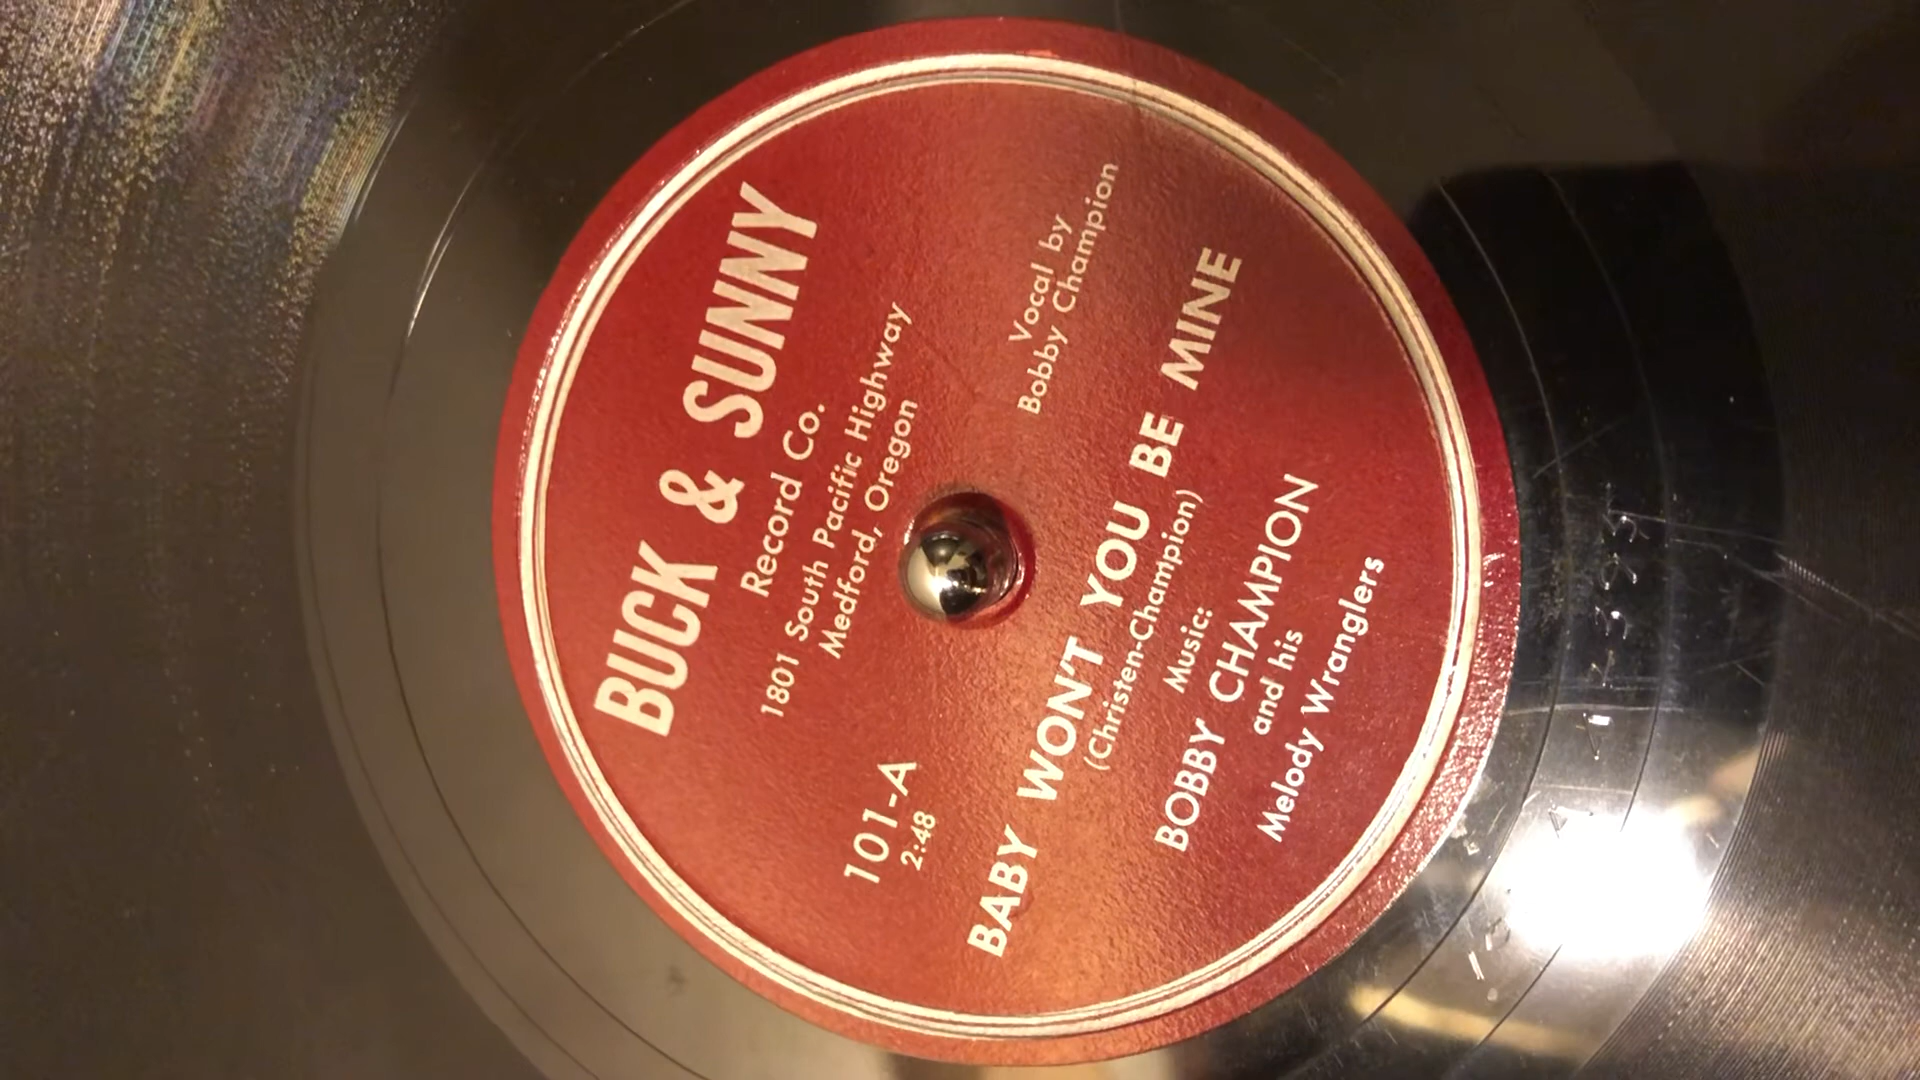 BUCK & SUNNY
Record Co.
1801 South Pacific Highway
Medford, Oregon
101-A
2:48
Vocal by
Bobby Champion
BABY WON'T YOU BE MINE
(Christen-Champion)
Music:
BOBBY CHAMPION
and his
Melody Wranglers